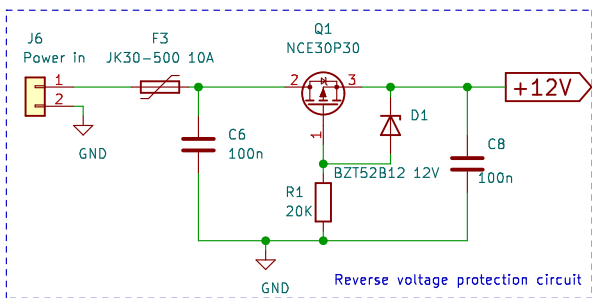 J6
Power in
1
2
GND
F3
JK30-500 10A
C6
100n
Q1
NCE30P30
2
3
1
D1
BZT52B12 12V
R1
20K
C8
100n
+12V
GND
Reverse voltage protection circuit